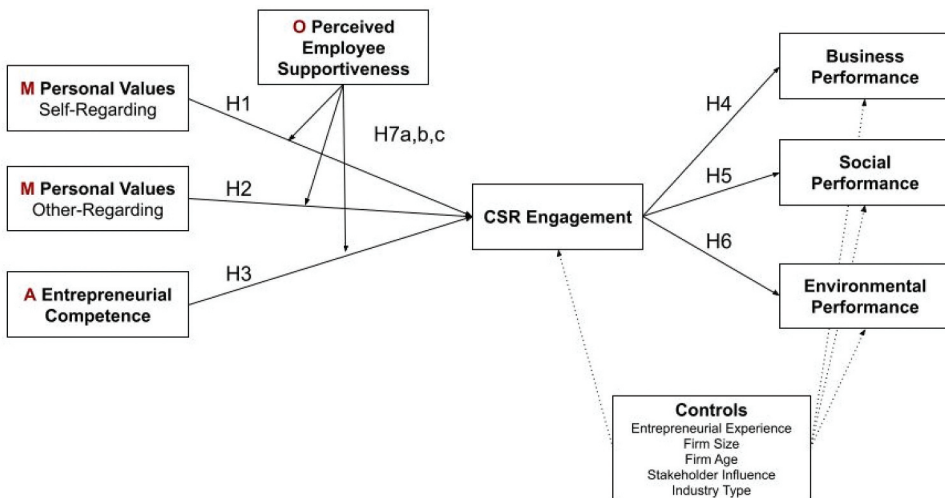 O Perceived
Employee
Supportiveness
M Personal Values
Self-Regarding
H1
H7a,b,c
M Personal Values
Other-Regarding
H2
A Entrepreneurial
Competence
H3
CSR Engagement
H4
H5
H6
Business
Performance
Social
Performance
Environmental
Performance
Controls
Entrepreneurial Experience
Firm Size
Firm Age
Stakeholder Influence
Industry Type